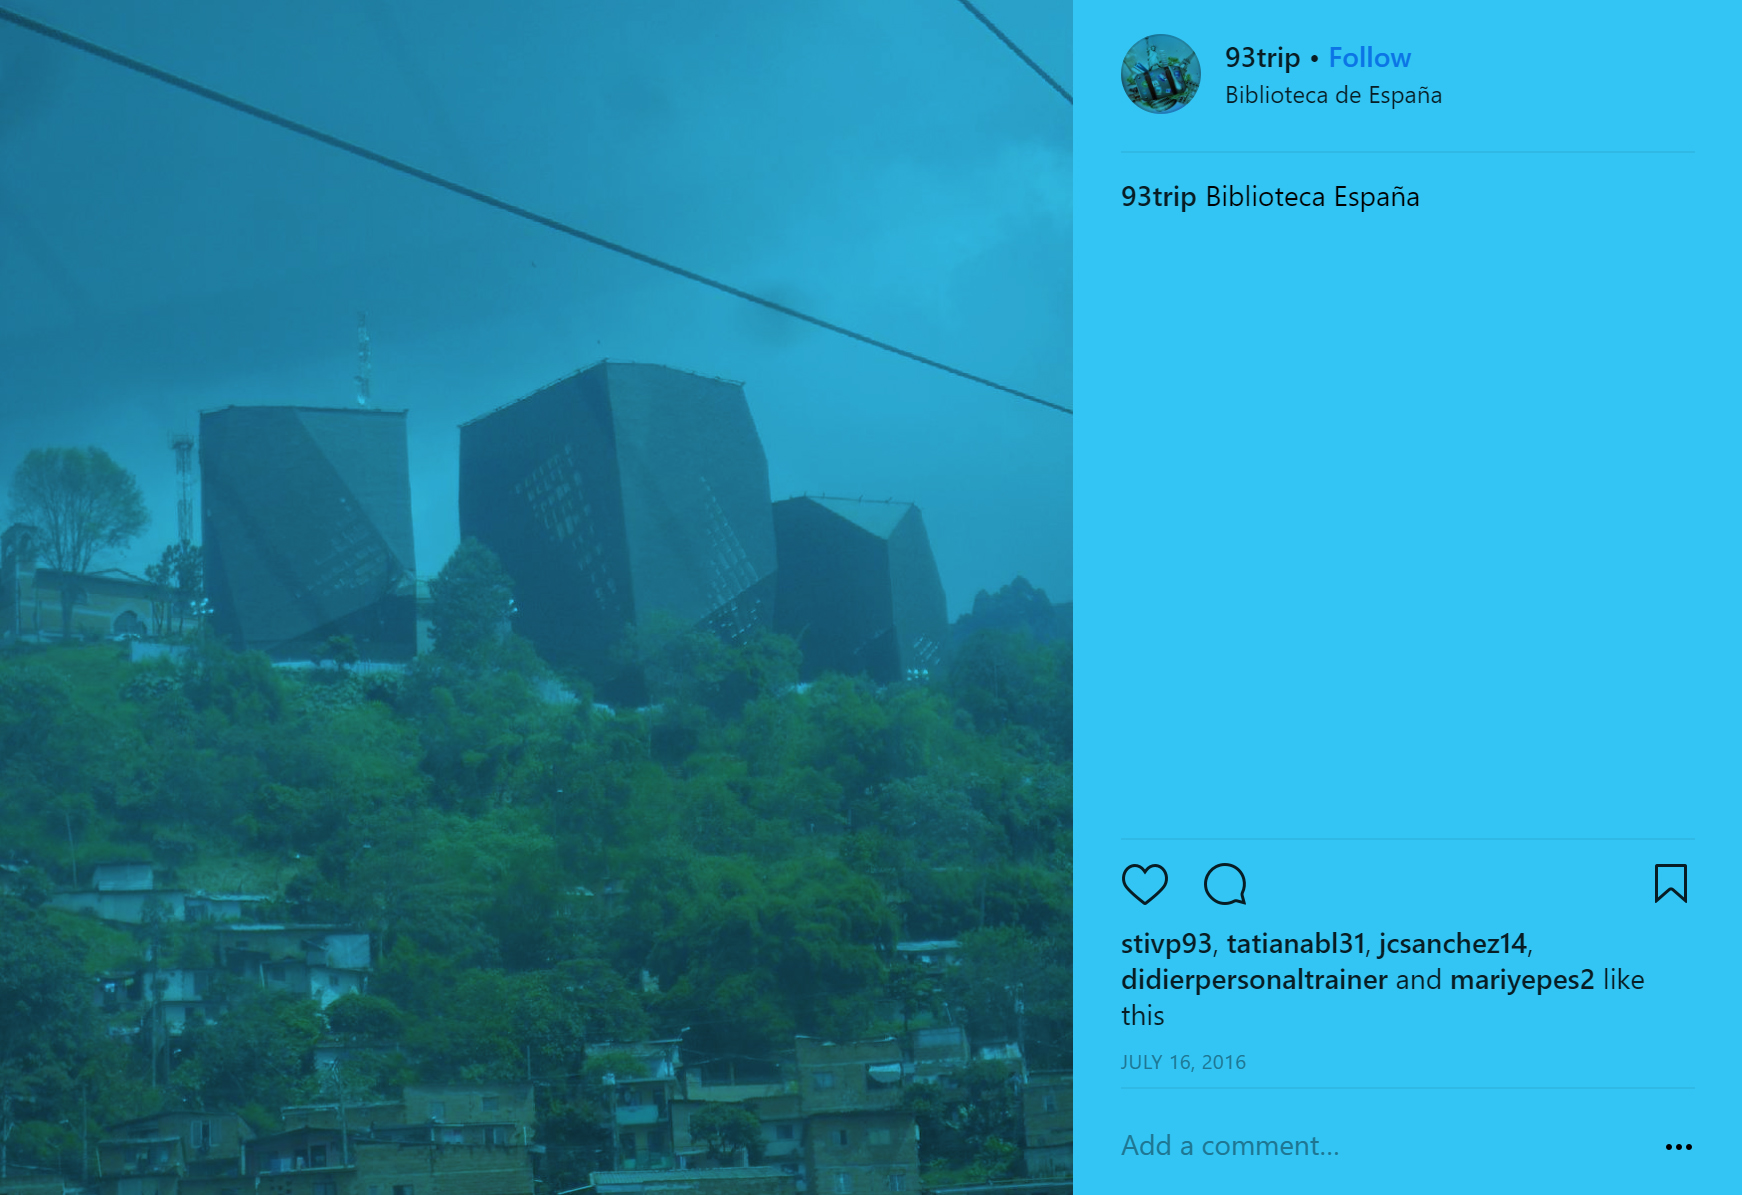 93trip • Follow
Biblioteca de España
93trip Biblioteca España
stivp93, tatianabl31, jcsanchez14,
didierpersonaltrainer and mariyepes2 like
this
JULY 16, 2016
Add a comment...